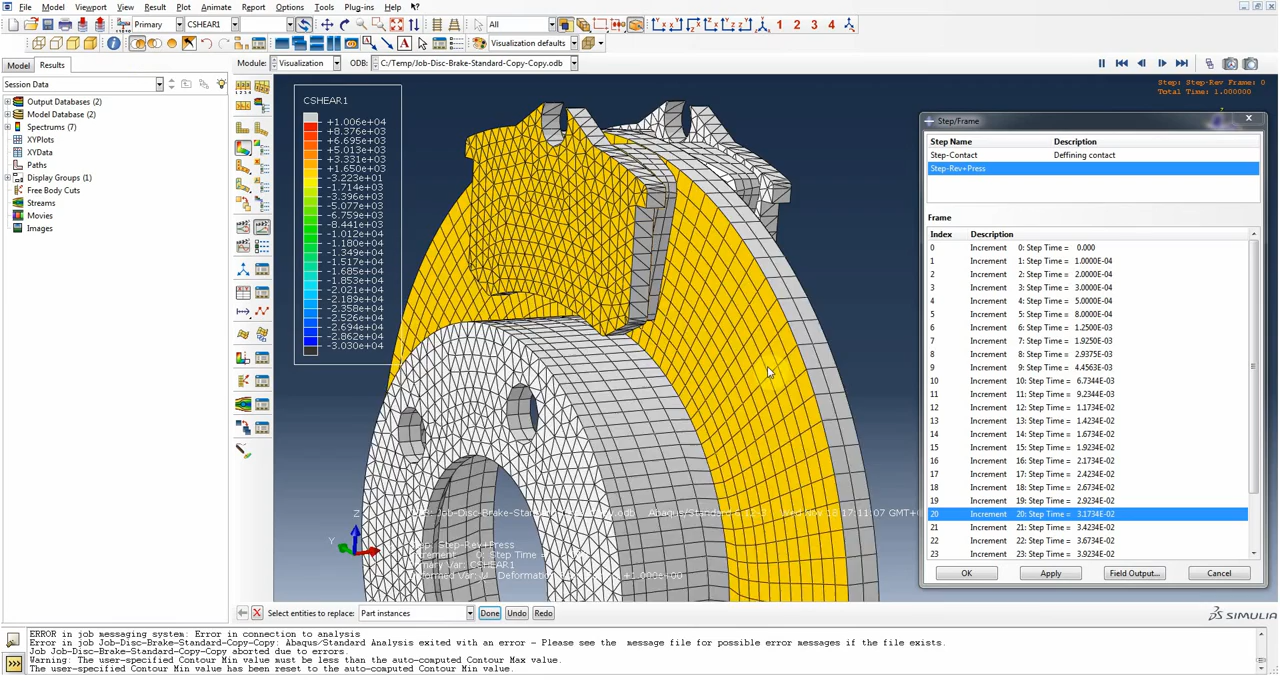 File Model Viewport View Result Plot Animate Report Options Tools Plug-ins Help
Primary CSHEAR1 All 1 2 3 4
Visualization defaults
Model Results Module: Visualization ODB: C:/Temp/Job-Disc-Brake-Standard-Copy-Copy.odb
Session Data
Output Databases (2)
Model Database (2)
Spectrums (7)
XYPlots
XYData
Paths
Display Groups (1)
Free Body Cuts
Streams
Movies
Images
CSHEAR1
+1.006e+04
+8.376e+03
+6.695e+03
+5.013e+03
+3.331e+03
+1.650e+03
-3.223e+01
-1.714e+03
-3.396e+03
-5.077e+03
-6.759e+03
-8.441e+03
-1.012e+04
-1.180e+04
-1.349e+04
-1.517e+04
-1.685e+04
-1.853e+04
-2.021e+04
-2.189e+04
-2.358e+04
-2.526e+04
-2.694e+04
-2.862e+04
-3.030e+04
Step: Step-Rev Frame: 0
Total Time: 1.000000
Z
Y
Step/Frame
Step Name Description
Step-Contact Deffining contact
Step-Rev+Press
Frame
Index Description
0 Increment 0: Step Time = 0.000
1 Increment 1: Step Time = 1.0000E-04
2 Increment 2: Step Time = 2.0000E-04
3 Increment 3: Step Time = 3.0000E-04
4 Increment 4: Step Time = 5.0000E-04
5 Increment 5: Step Time = 8.0000E-04
6 Increment 6: Step Time = 1.2500E-03
7 Increment 7: Step Time = 1.9250E-03
8 Increment 8: Step Time = 2.9375E-03
9 Increment 9: Step Time = 4.4563E-03
10 Increment 10: Step Time = 6.7344E-03
11 Increment 11: Step Time = 9.2344E-03
12 Increment 12: Step Time = 1.1734E-02
13 Increment 13: Step Time = 1.4234E-02
14 Increment 14: Step Time = 1.6734E-02
15 Increment 15: Step Time = 1.9234E-02
16 Increment 16: Step Time = 2.1734E-02
17 Increment 17: Step Time = 2.4234E-02
18 Increment 18: Step Time = 2.6734E-02
19 Increment 19: Step Time = 2.9234E-02
20 Increment 20: Step Time = 3.1734E-02
21 Increment 21: Step Time = 3.4234E-02
22 Increment 22: Step Time = 3.6734E-02
23 Increment 23: Step Time = 3.9234E-02
OK Apply Field Output... Cancel
Select entities to replace: Part instances Done Undo Redo
SIMULIA
ERROR in job messaging system: Error in connection to analysis
Error in job Job-Disc-Brake-Standard-Copy-Copy: Abaqus/Standard Analysis exited with an error - Please see the message file for possible error messages if the file exists.
Job Job-Disc-Brake-Standard-Copy-Copy aborted due to errors.
Warning: The user-specified Contour Min value must be less than the auto-computed Contour Max value.
The user-specified Contour Min value has been reset to the auto-computed Contour Min value.